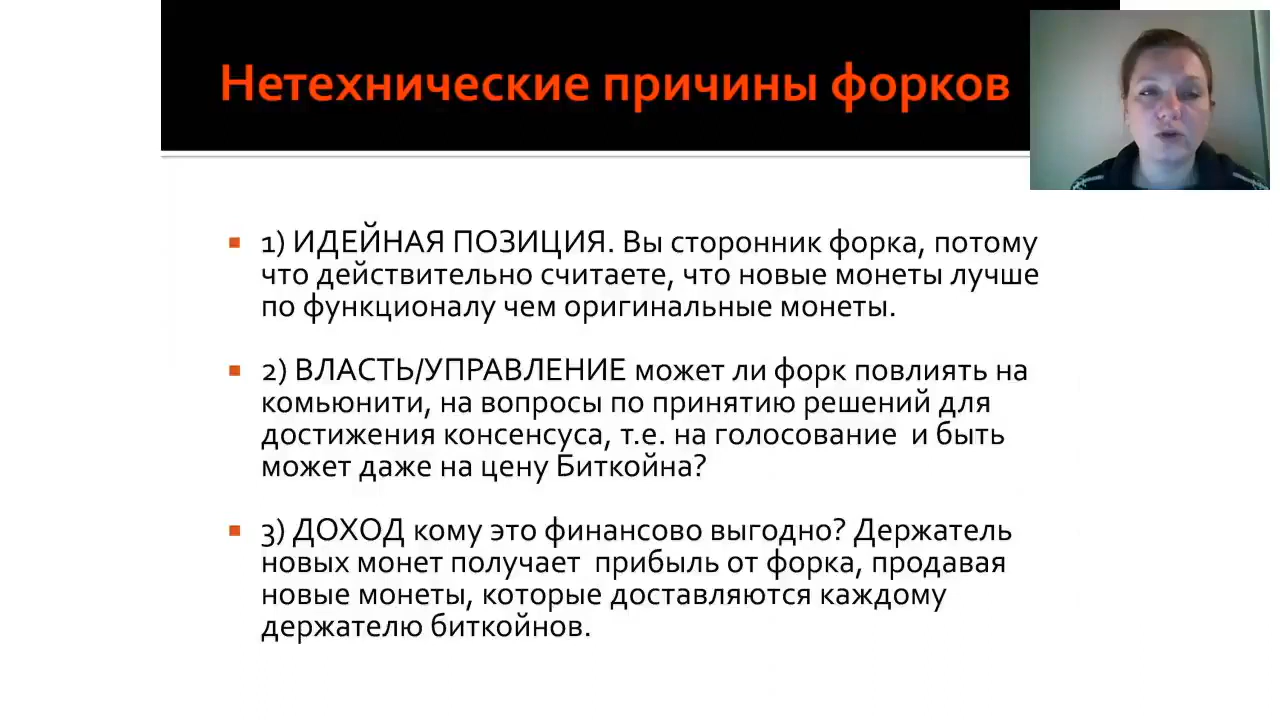 Нетехнические причины форков
1) ИДЕЙНАЯ ПОЗИЦИЯ. Вы сторонник форка, потому
что действительно считаете, что новые монеты лучше
по функционалу чем оригинальные монеты.
2) ВЛАСТЬ/УПРАВЛЕНИЕ может ли форк повлиять на
комьюнити, на вопросы по принятию решений для
достижения консенсуса, т.е. на голосование  и быть
может даже на цену Биткойна?
3) ДОХОД кому это финансово выгодно? Держатель
новых монет получает  прибыль от форка, продавая
новые монеты, которые доставляются каждому
держателю биткойнов.